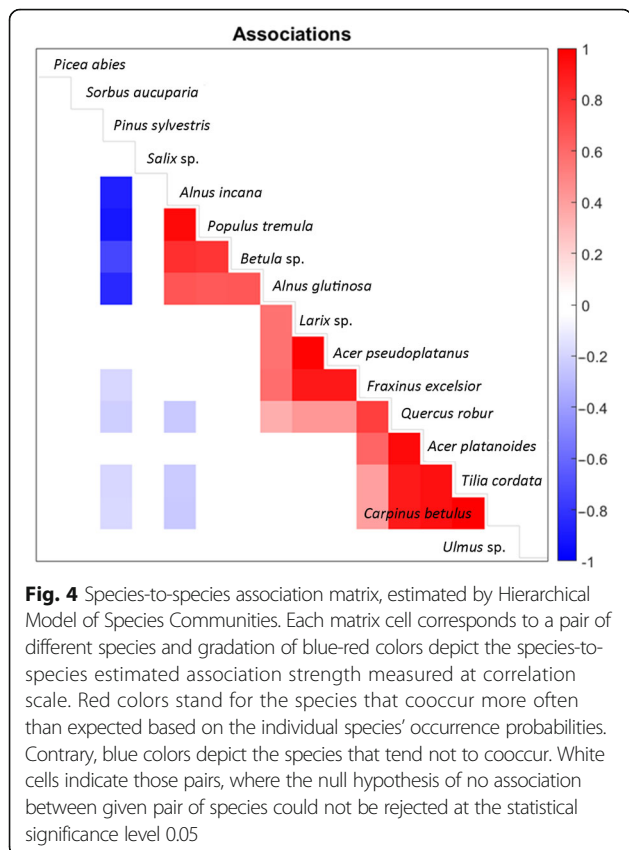 Associations
Picea abies
Sorbus aucuparia
Pinus sylvestris
Salix sp.
Alnus incana
Populus tremula
Betula sp.
Alnus glutinosa
Larix sp.
Acer pseudoplatanus
Fraxinus excelsior
Quercus robur
Acer platanoides
Tilia cordata
Carpinus betulus
Ulmus sp.
1
0.8
0.6
0.4
0.2
0
-0.2
-0.4
-0.6
-0.8
-1
Fig. 4 Species-to-species association matrix, estimated by Hierarchical
Model of Species Communities. Each matrix cell corresponds to a pair of
different species and gradation of blue-red colors depict the species-to-
species estimated association strength measured at correlation
scale. Red colors stand for the species that cooccur more often
than expected based on the individual species' occurrence probabilities.
Contrary, blue colors depict the species that tend not to cooccur. White
cells indicate those pairs, where the null hypothesis of no association
between given pair of species could not be rejected at the statistical
significance level 0.05